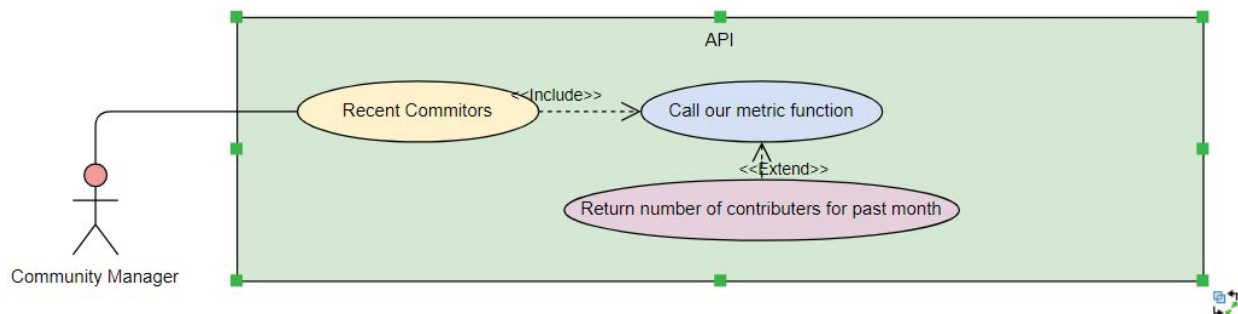 API
Recent Commitors
<<Include>>
Call our metric function
<<Extend>>
Return number of contributers for past month
Community Manager